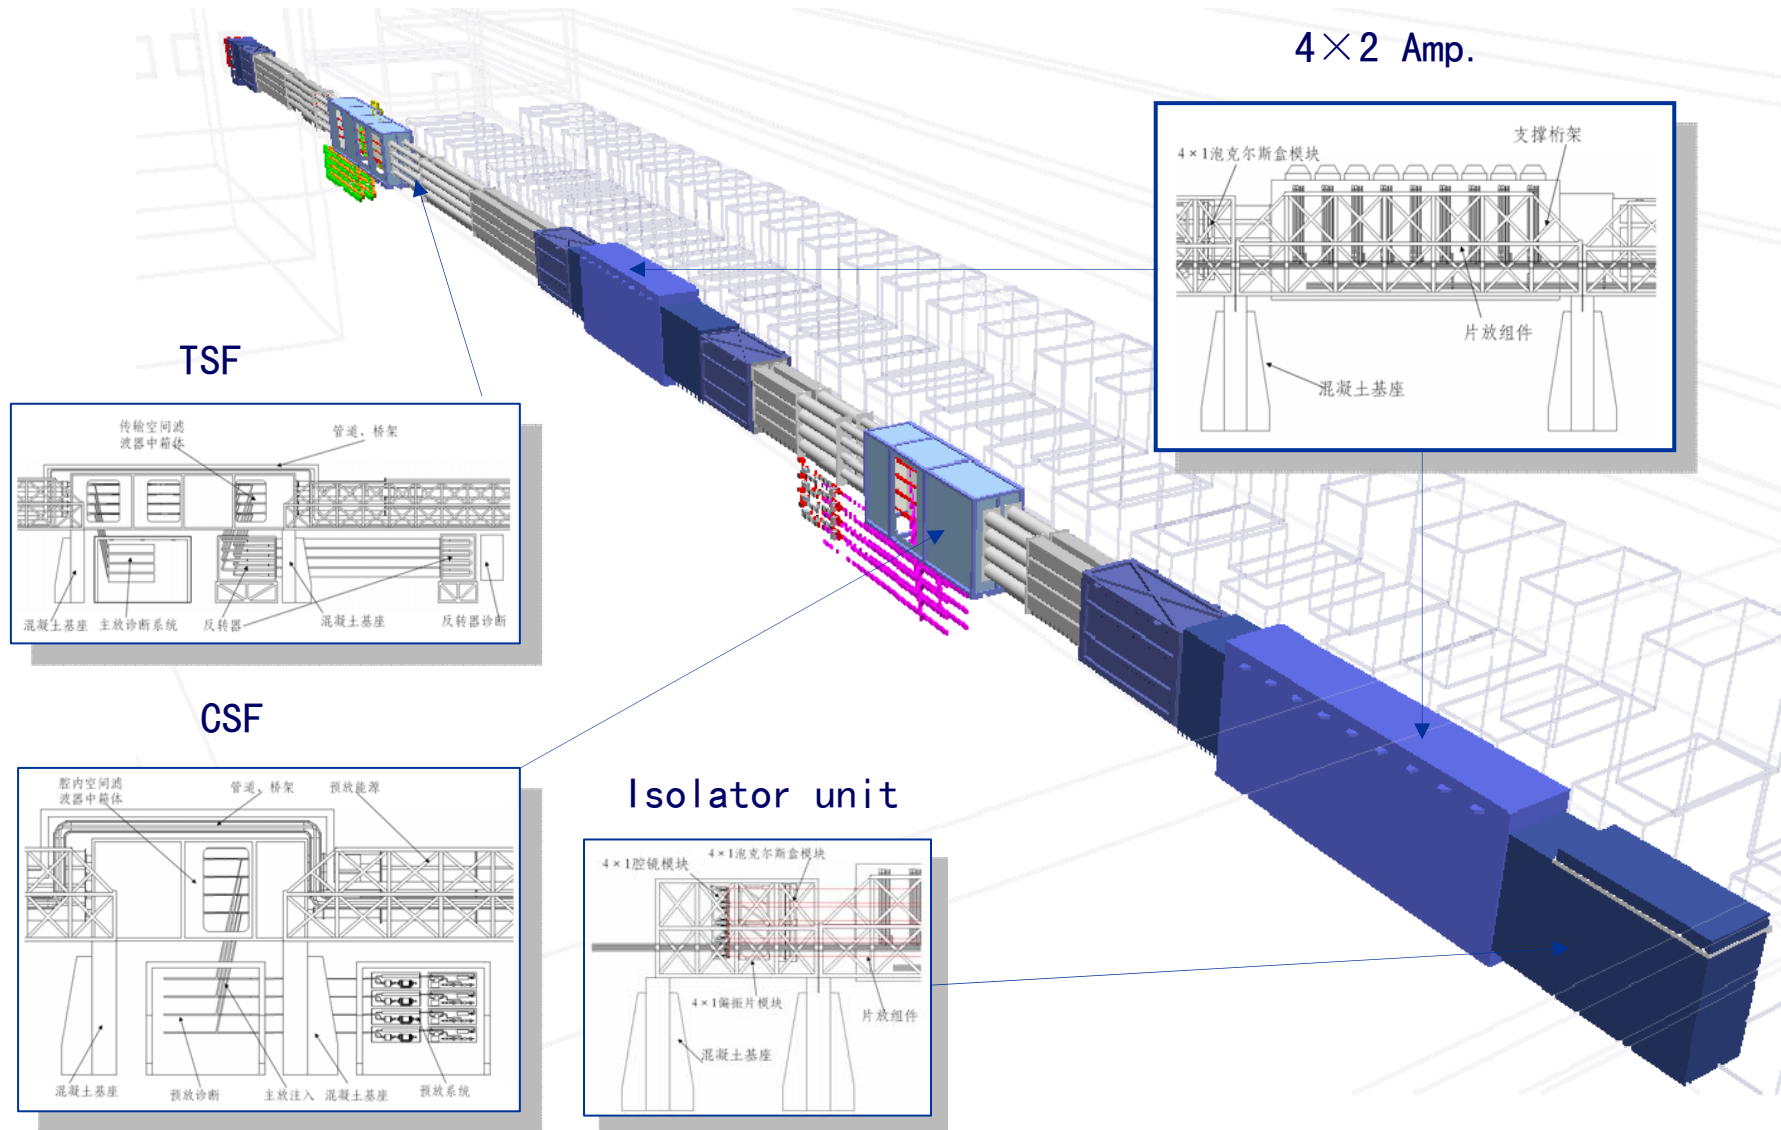 4×2 Amp.
4×1泡克尔斯盒模块
支撑桁架
片放组件
混凝土基座
TSF
传输空间滤
波器中箱体
管道、桥架
混凝土基座
主放诊断系统
反转器
混凝土基座
反转器诊断
CSF
腔内空间滤
波器中箱体
管道、桥架
预放能源
混凝土基座
预放诊断
主放注入
混凝土基座
预放系统
Isolator unit
4×1腔镜模块
4×1泡克尔斯盒模块
4×1偏振片模块
片放组件
混凝土基座